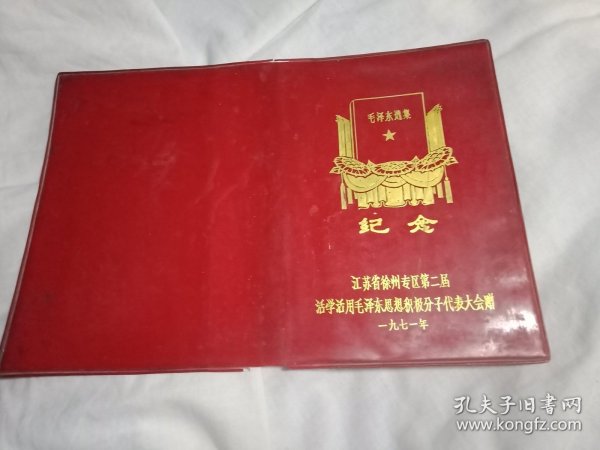 毛泽东选集
纪念
江苏省徐州专区第二届
活学活用毛泽东思想积极分子代表大会赠
一九七一年
孔夫子旧书网
www.kongfz.com